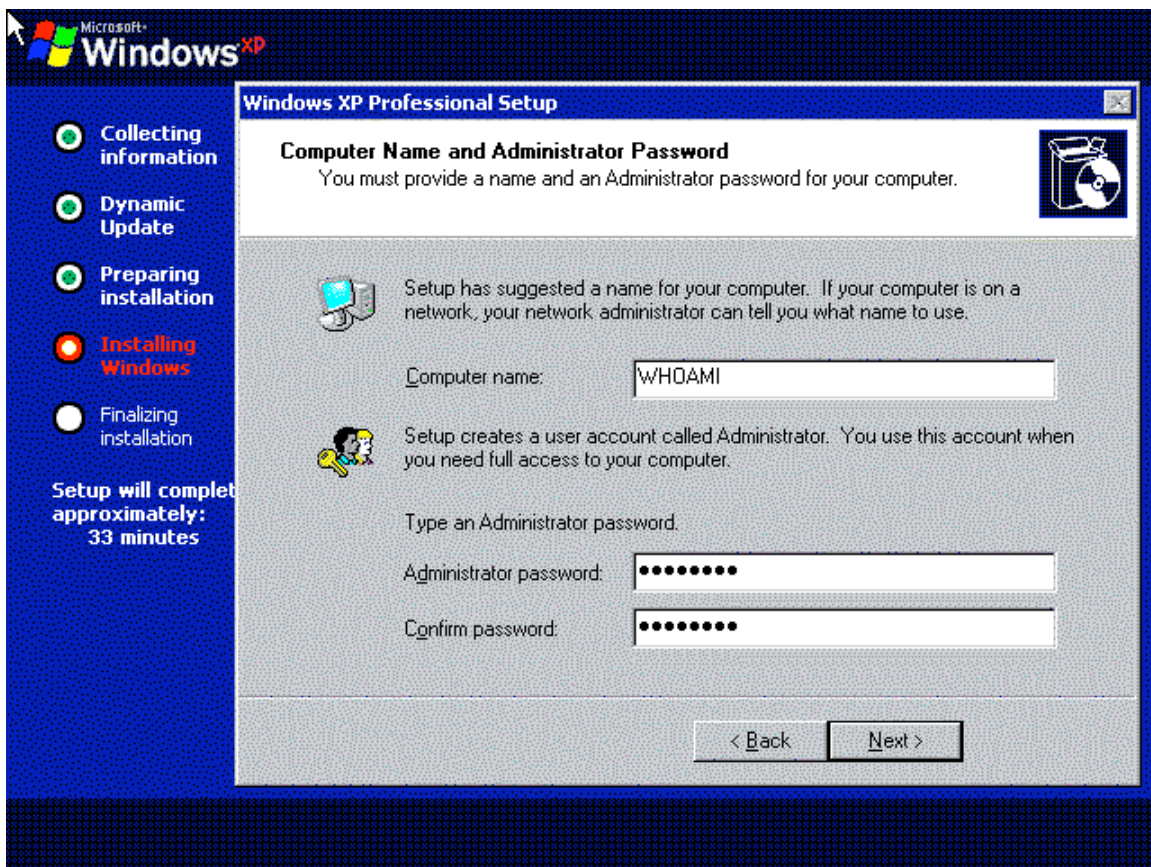 Microsoft
Windows xp
Collecting
information
Dynamic
Update
Preparing
installation
Installing
Windows
Finalizing
installation
Setup will complet
approximately:
33 minutes
Windows XP Professional Setup
Computer Name and Administrator Password
You must provide a name and an Administrator password for your computer.
Setup has suggested a name for your computer.  If your computer is on a
network, your network administrator can tell you what name to use.
Computer name: WHOAMI
Setup creates a user account called Administrator.  You use this account when
you need full access to your computer.
Type an Administrator password.
Administrator password: ●●●●●●●●
Confirm password: ●●●●●●●●
< Back Next >